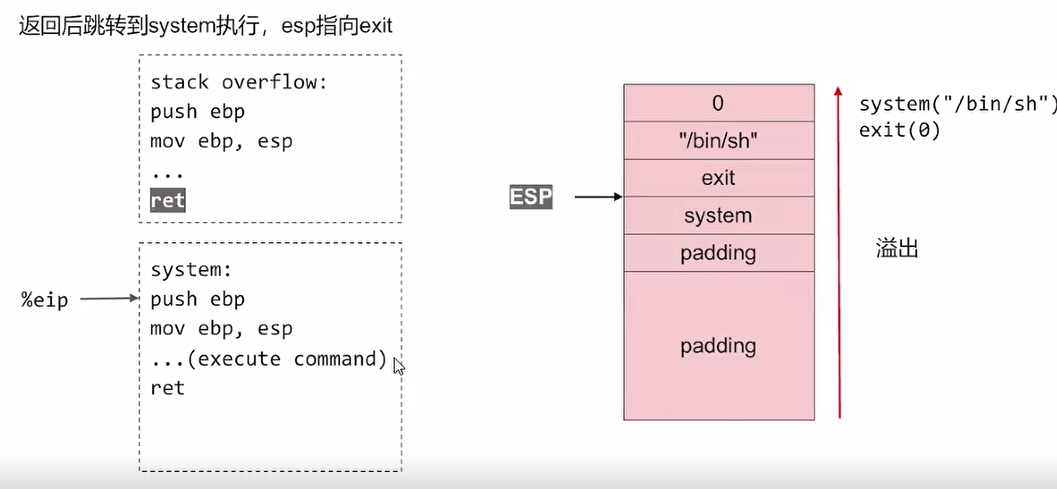 返回后跳转到system执行，esp指向exit
stack overflow:
push ebp
mov ebp, esp
...
ret
%eip
system:
push ebp
mov ebp, esp
...(execute command)
ret
ESP
0
"/bin/sh"
exit
system
padding
padding
system("/bin/sh")
exit(0)
溢出